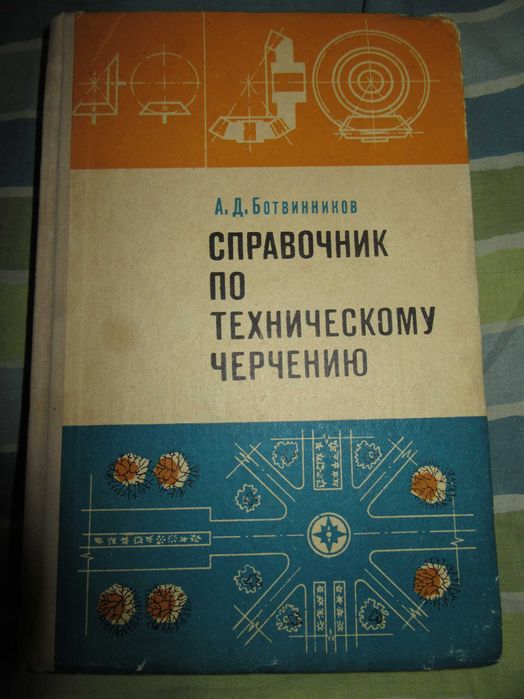 А. Д. Ботвинников
СПРАВОЧНИК
ПО
ТЕХНИЧЕСКОМУ
ЧЕРЧЕНИЮ